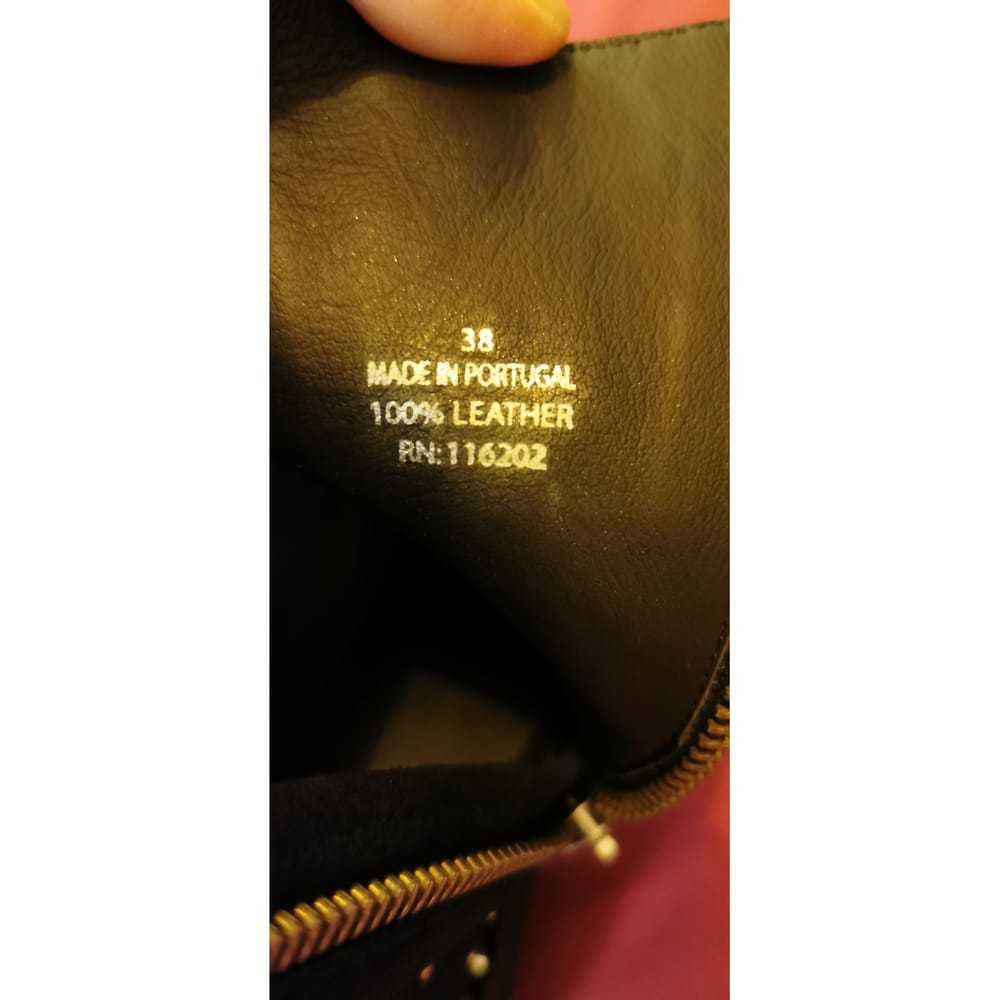 38
MADE IN PORTUGAL
100% LEATHER
RN: 116202